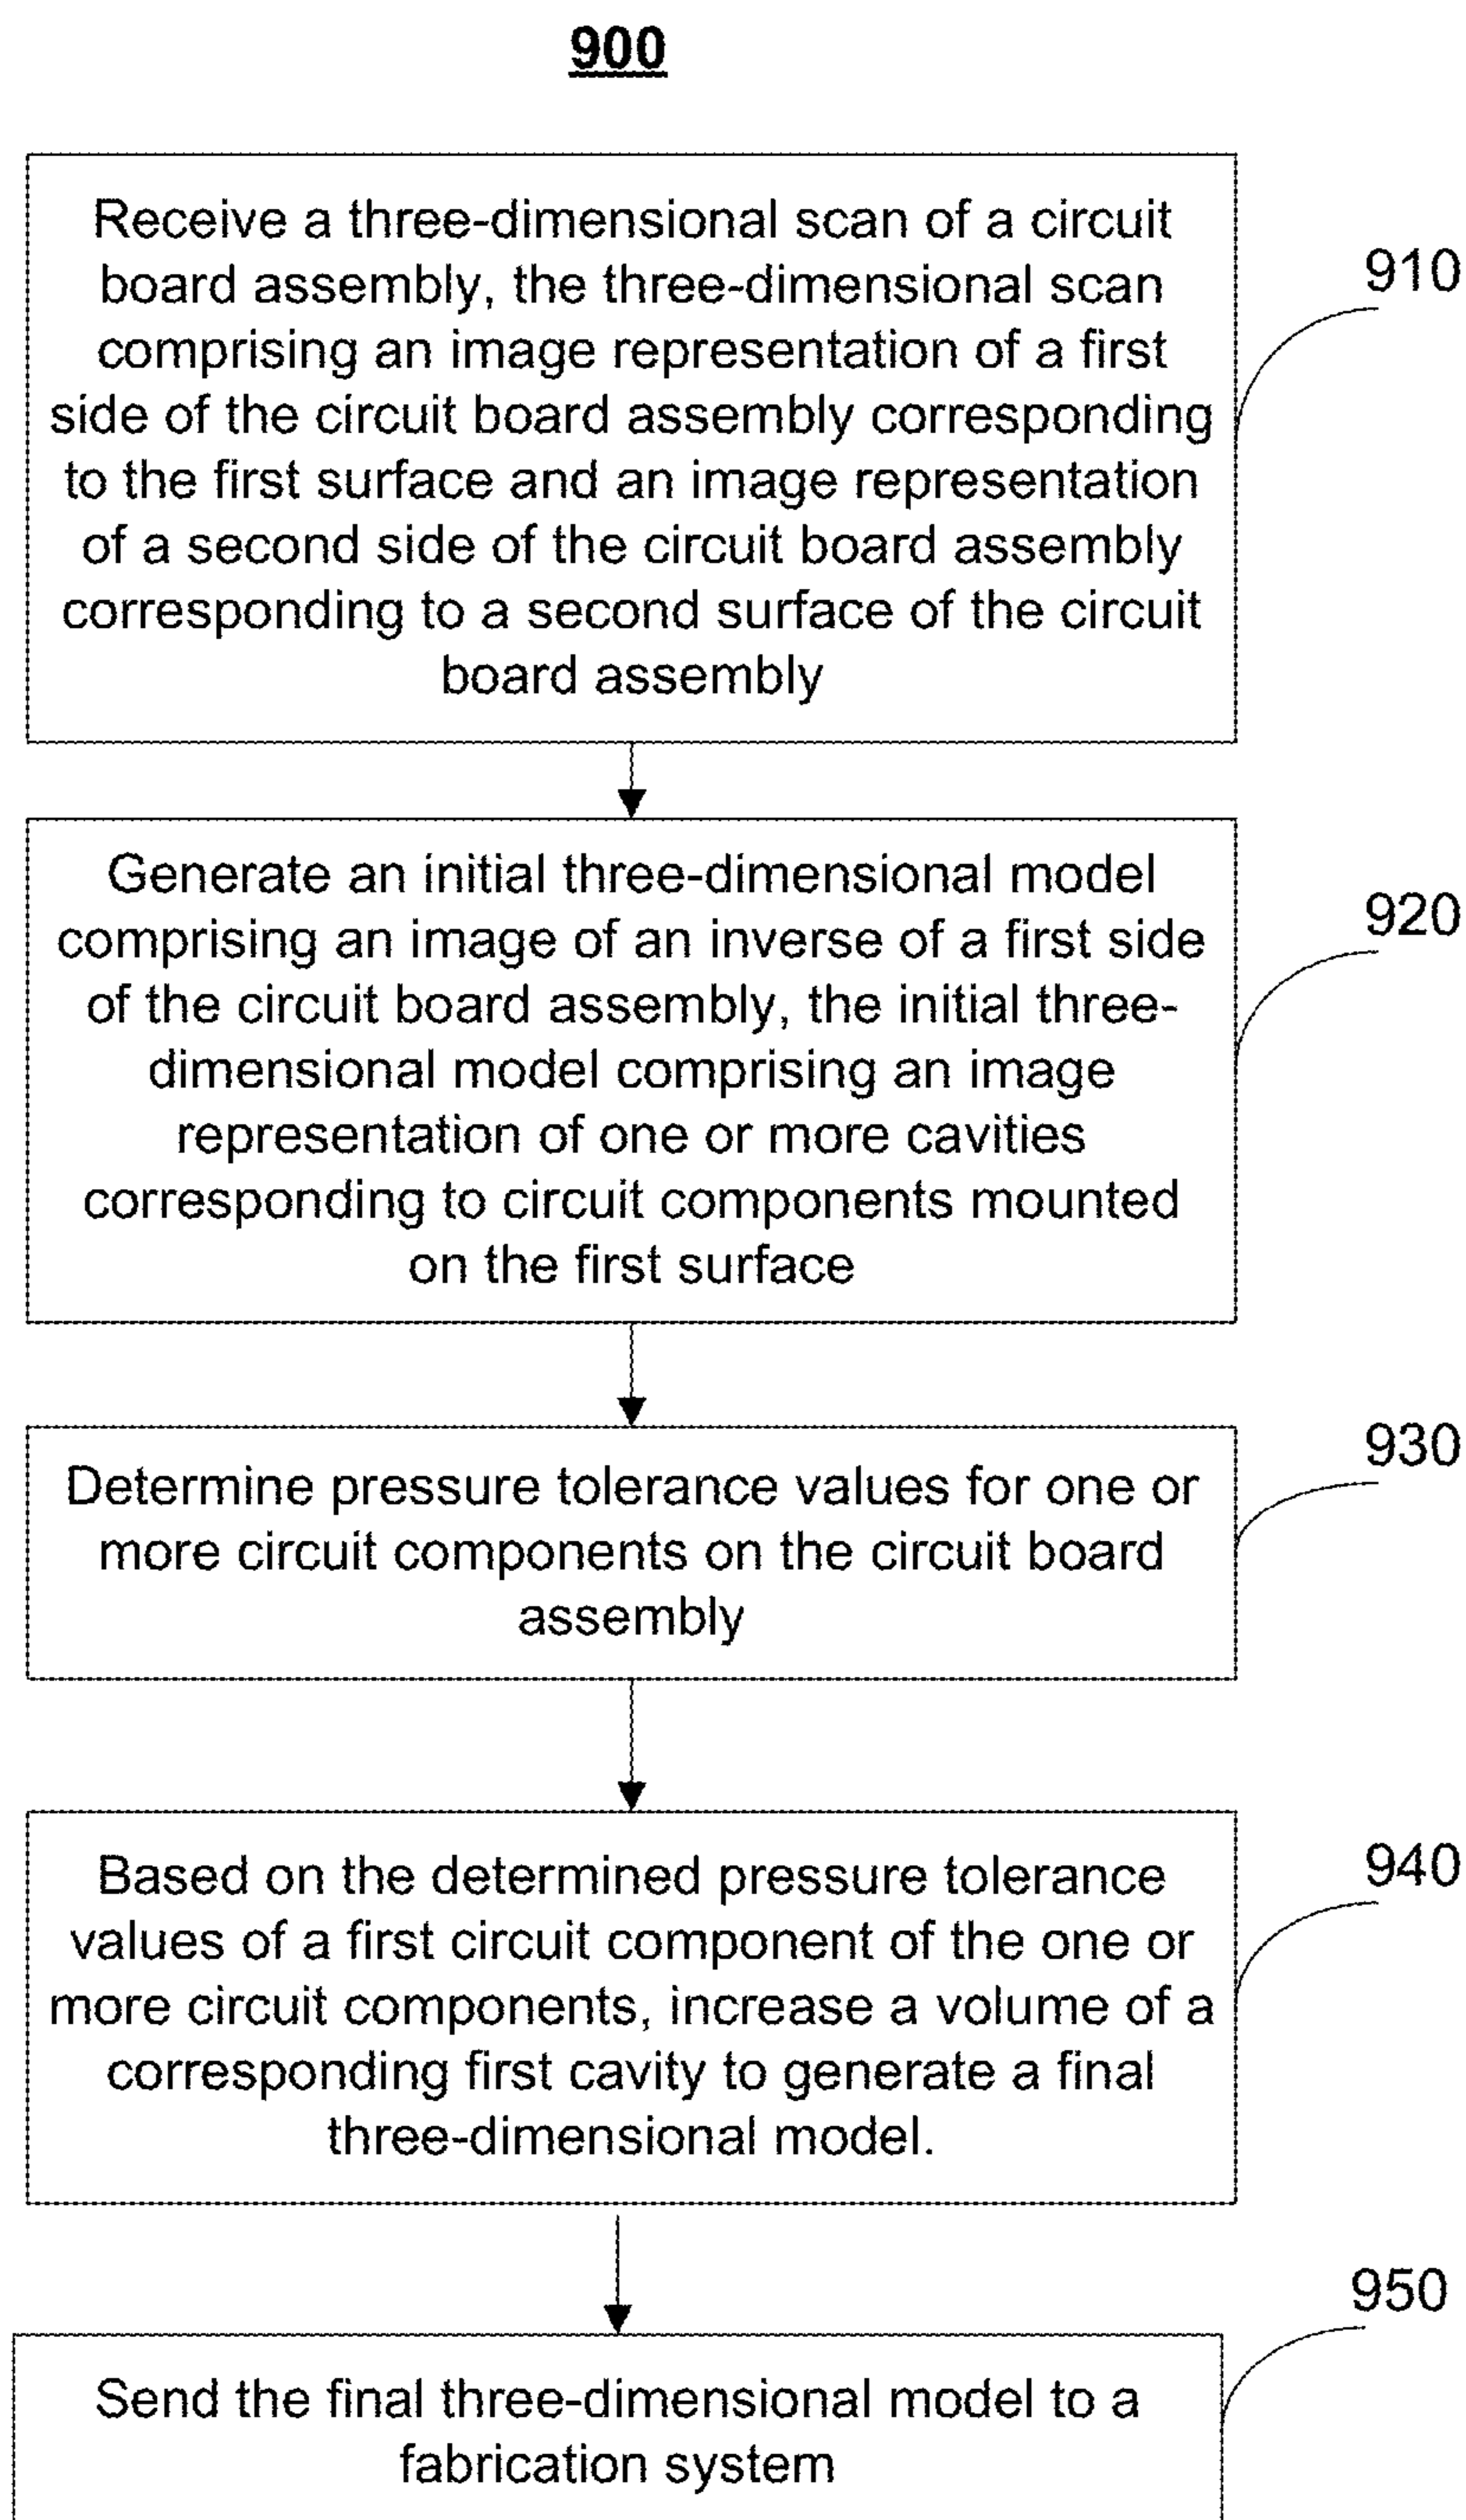 900
Receive a three-dimensional scan of a circuit
board assembly, the three-dimensional scan
comprising an image representation of a first
side of the circuit board assembly corresponding
to the first surface and an image representation
of a second side of the circuit board assembly
corresponding to a second surface of the circuit
board assembly
910
Generate an initial three-dimensional model
comprising an image of an inverse of a first side
of the circuit board assembly, the initial three-
dimensional model comprising an image
representation of one or more cavities
corresponding to circuit components mounted
on the first surface
920
Determine pressure tolerance values for one or
more circuit components on the circuit board
assembly
930
Based on the determined pressure tolerance
values of a first circuit component of the one or
more circuit components, increase a volume of a
corresponding first cavity to generate a final
three-dimensional model.
940
Send the final three-dimensional model to a
fabrication system
950